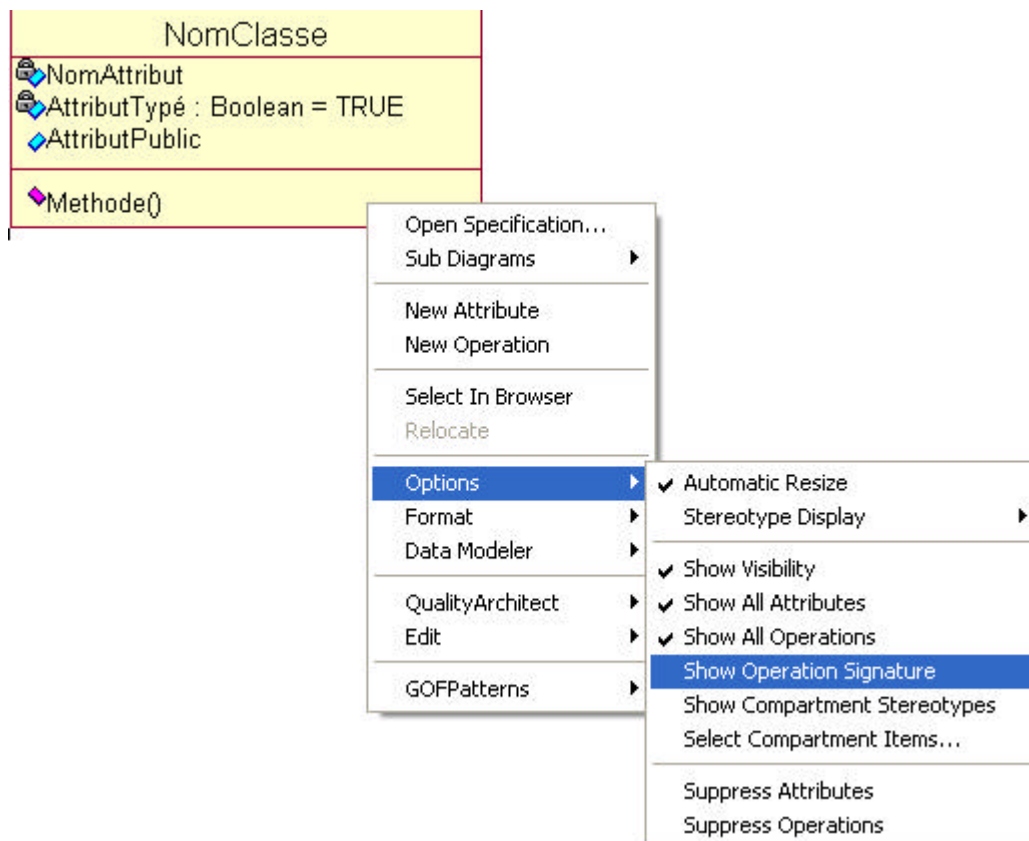 NomClasse
NomAttribut
AttributTypé : Boolean = TRUE
AttributPublic
Methode()
Open Specification...
Sub Diagrams
New Attribute
New Operation
Select In Browser
Relocate
Options
Format
Data Modeler
QualityArchitect
Edit
GOFPatterns
Automatic Resize
Stereotype Display
Show Visibility
Show All Attributes
Show All Operations
Show Operation Signature
Show Compartment Stereotypes
Select Compartment Items...
Suppress Attributes
Suppress Operations